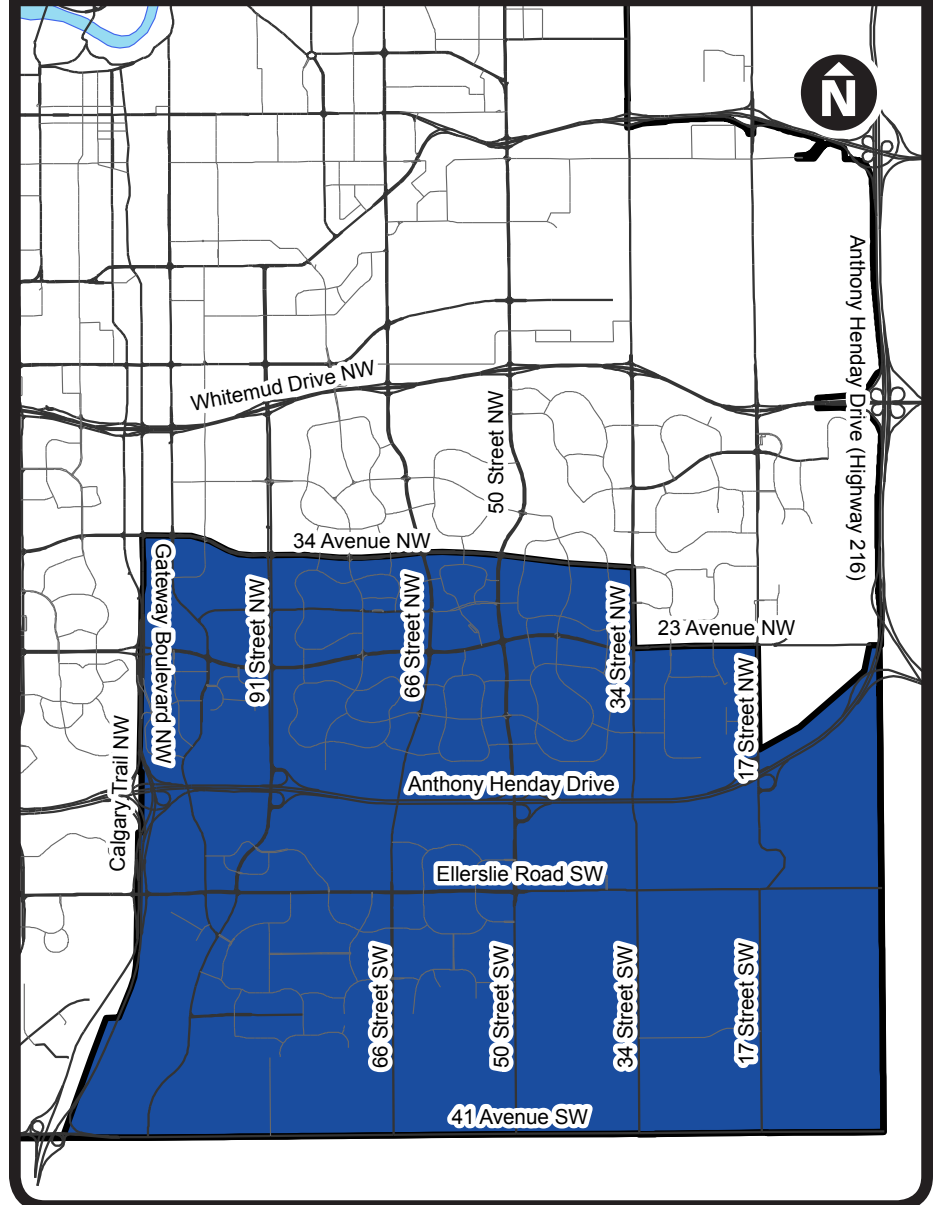 N
Anthony Henday Drive (Highway 216)
Whitemud Drive NW
50 Street NW
34 Avenue NW
Gateway Boulevard NW
91 Street NW
66 Street NW
34 Street NW
23 Avenue NW
17 Street NW
Calgary Trail NW
Anthony Henday Drive
Ellerslie Road SW
66 Street SW
50 Street SW
34 Street SW
17 Street SW
41 Avenue SW